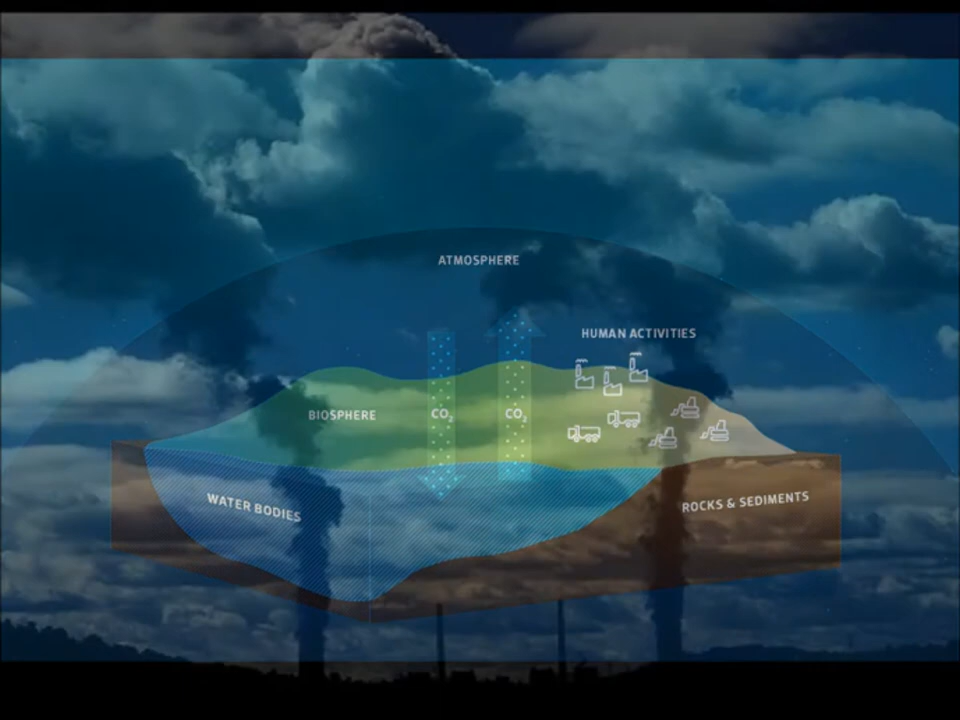 ATMOSPHERE
HUMAN ACTIVITIES
BIOSPHERE
CO₂
CO₂
WATER BODIES
ROCKS & SEDIMENTS